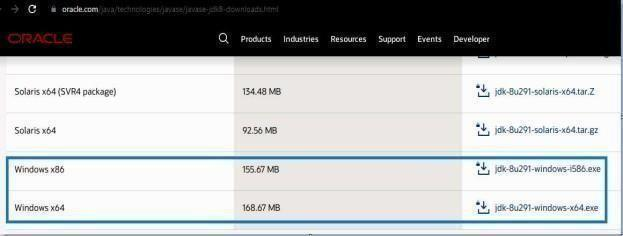 oracle.com/java/technologies/javase/javase-jdk8-downloads.html
ORACLE Products Industries Resources Support Events Developer
Solaris x64 (SVR4 package) 134.48 MB jdk-8u291-solaris-x64.tar.Z
Solaris x64 92.56 MB jdk-8u291-solaris-x64.tar.gz
Windows x86 155.67 MB jdk-8u291-windows-i586.exe
Windows x64 168.67 MB jdk-8u291-windows-x64.exe